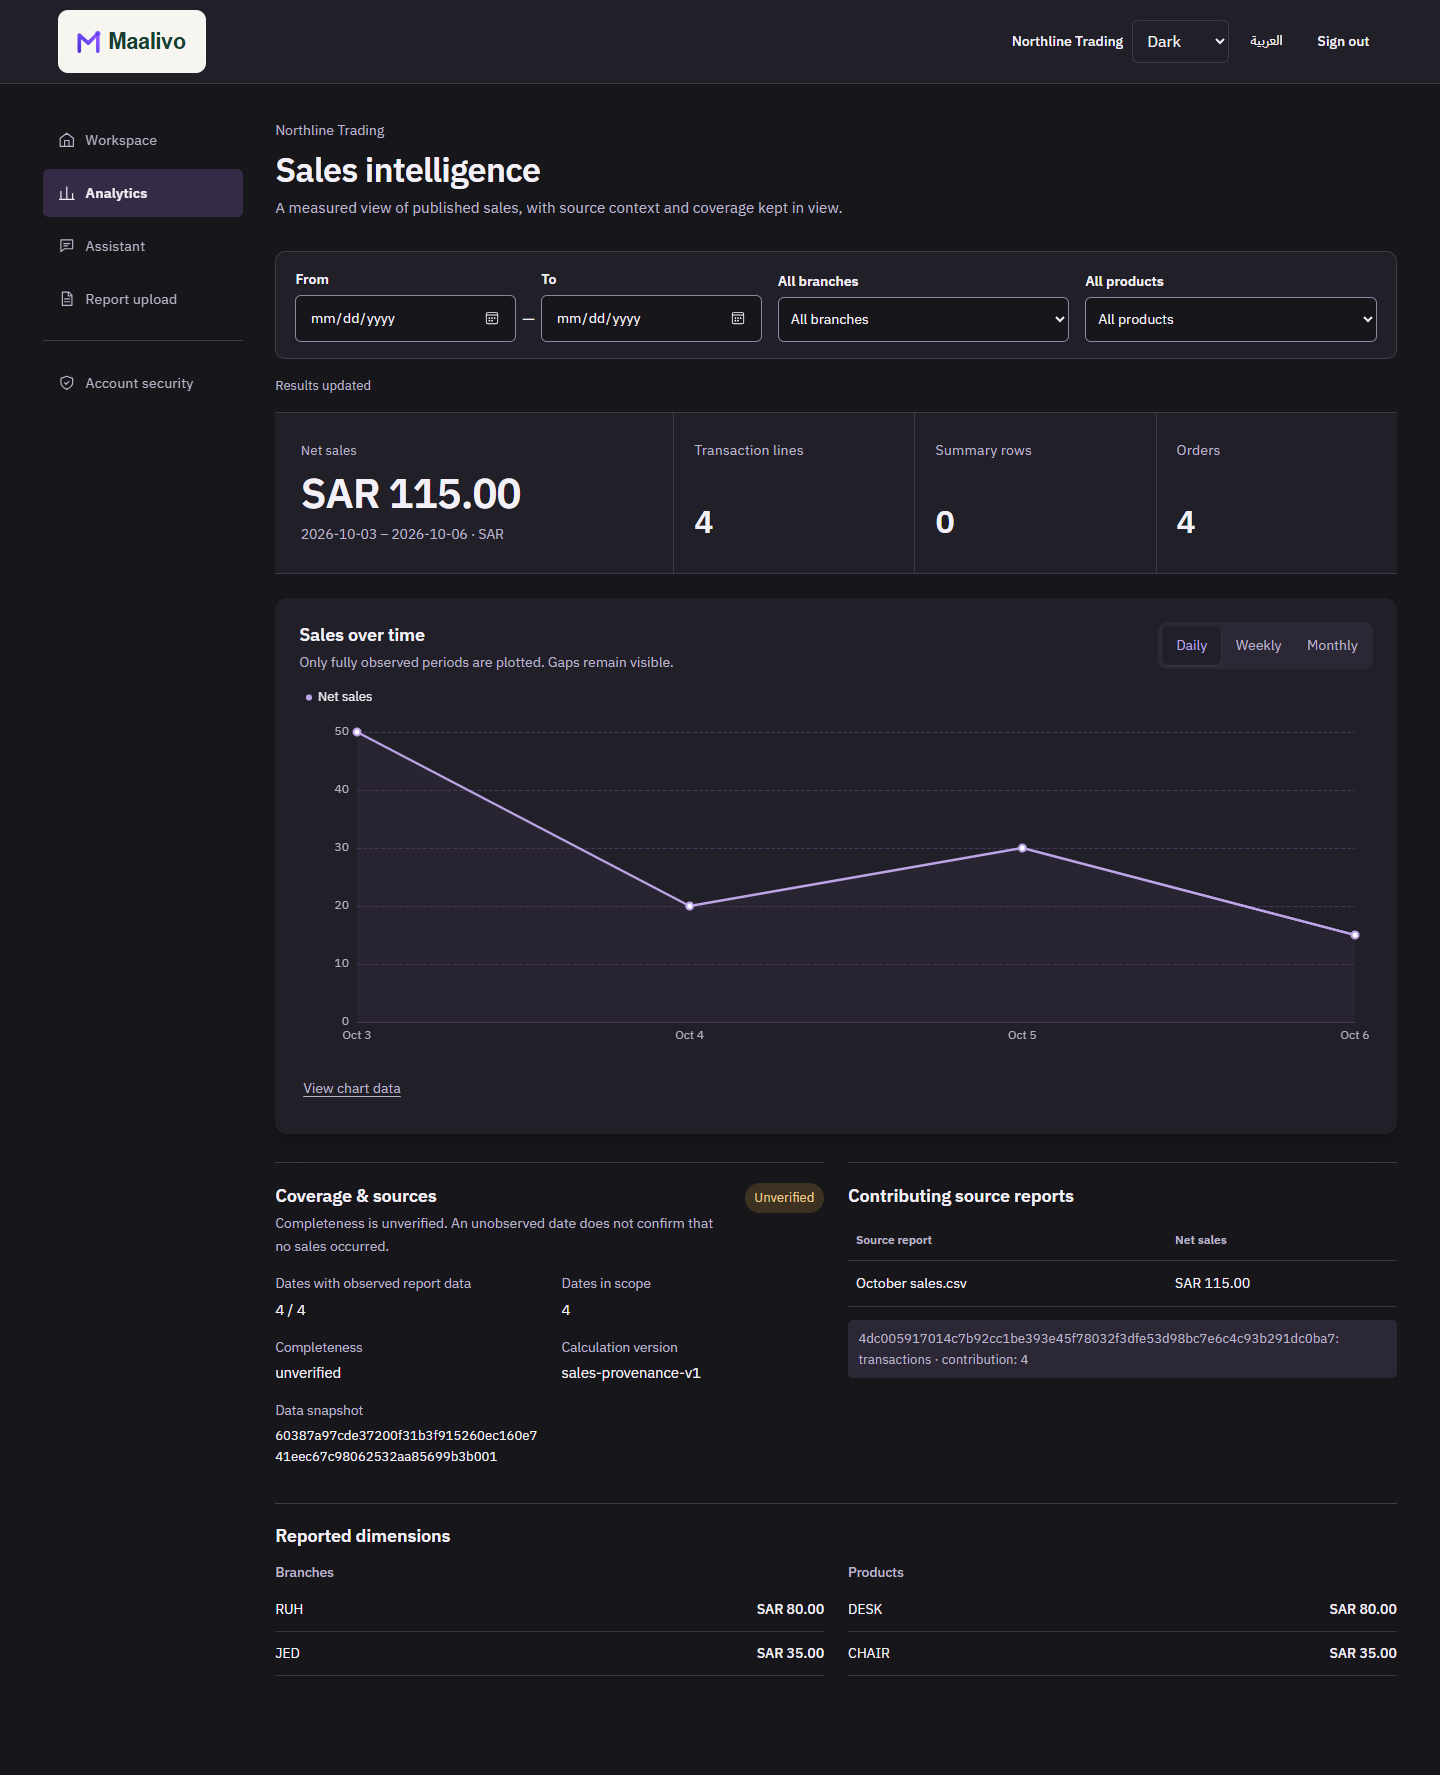 Maalivo
Northline Trading
Dark
العربية
Sign out
Workspace
Analytics
Assistant
Report upload
Account security
Northline Trading
Sales intelligence
A measured view of published sales, with source context and coverage kept in view.
From
To
All branches
All products
mm/dd/yyyy
—
mm/dd/yyyy
All branches
All products
Results updated
Net sales
SAR 115.00
2026-10-03 – 2026-10-06 · SAR
Transaction lines
4
Summary rows
0
Orders
4
Sales over time
Only fully observed periods are plotted. Gaps remain visible.
Daily
Weekly
Monthly
Net sales
50
40
30
20
10
0
Oct 3
Oct 4
Oct 5
Oct 6
View chart data
Coverage & sources
Unverified
Completeness is unverified. An unobserved date does not confirm that
no sales occurred.
Dates with observed report data
4 / 4
Dates in scope
4
Completeness
unverified
Calculation version
sales-provenance-v1
Data snapshot
60387a97cde37200f31b3f915260ec160e7
41eec67c98062532aa85699b3b001
Contributing source reports
Source report
Net sales
October sales.csv
SAR 115.00
4dc005917014c7b92cc1be393e45f78032f3dfe53d98bc7e6c4c93b291dc0ba7:
transactions · contribution: 4
Reported dimensions
Branches
RUH
SAR 80.00
JED
SAR 35.00
Products
DESK
SAR 80.00
CHAIR
SAR 35.00